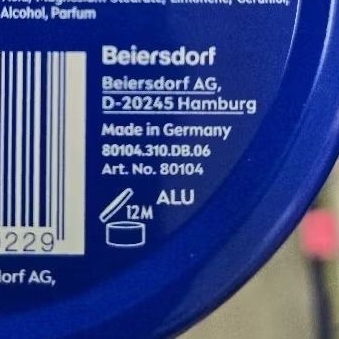 Alcohol, Parfum
Beiersdorf
Beiersdorf AG,
D-20245 Hamburg
Made in Germany
80104.310.DB.06
Art. No. 80104
ALU
12M
229
AG,